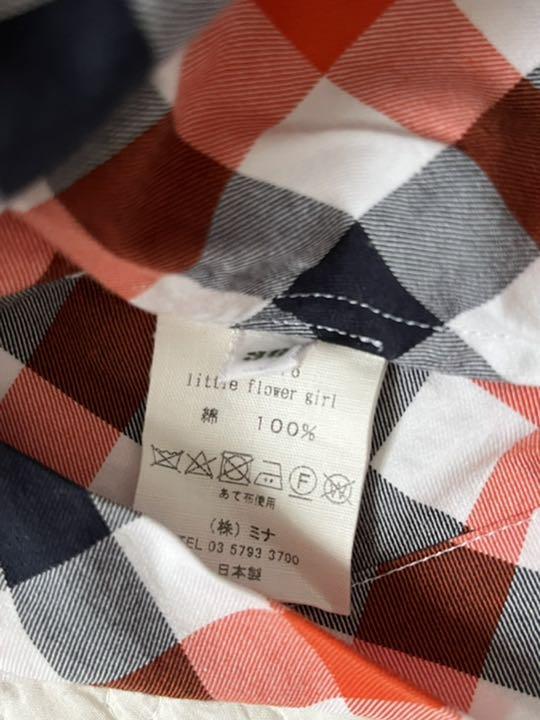 little flower girl
綿 100%
F W
あて布使用
(株)ミナ
TEL 03 5793 3700
日本製